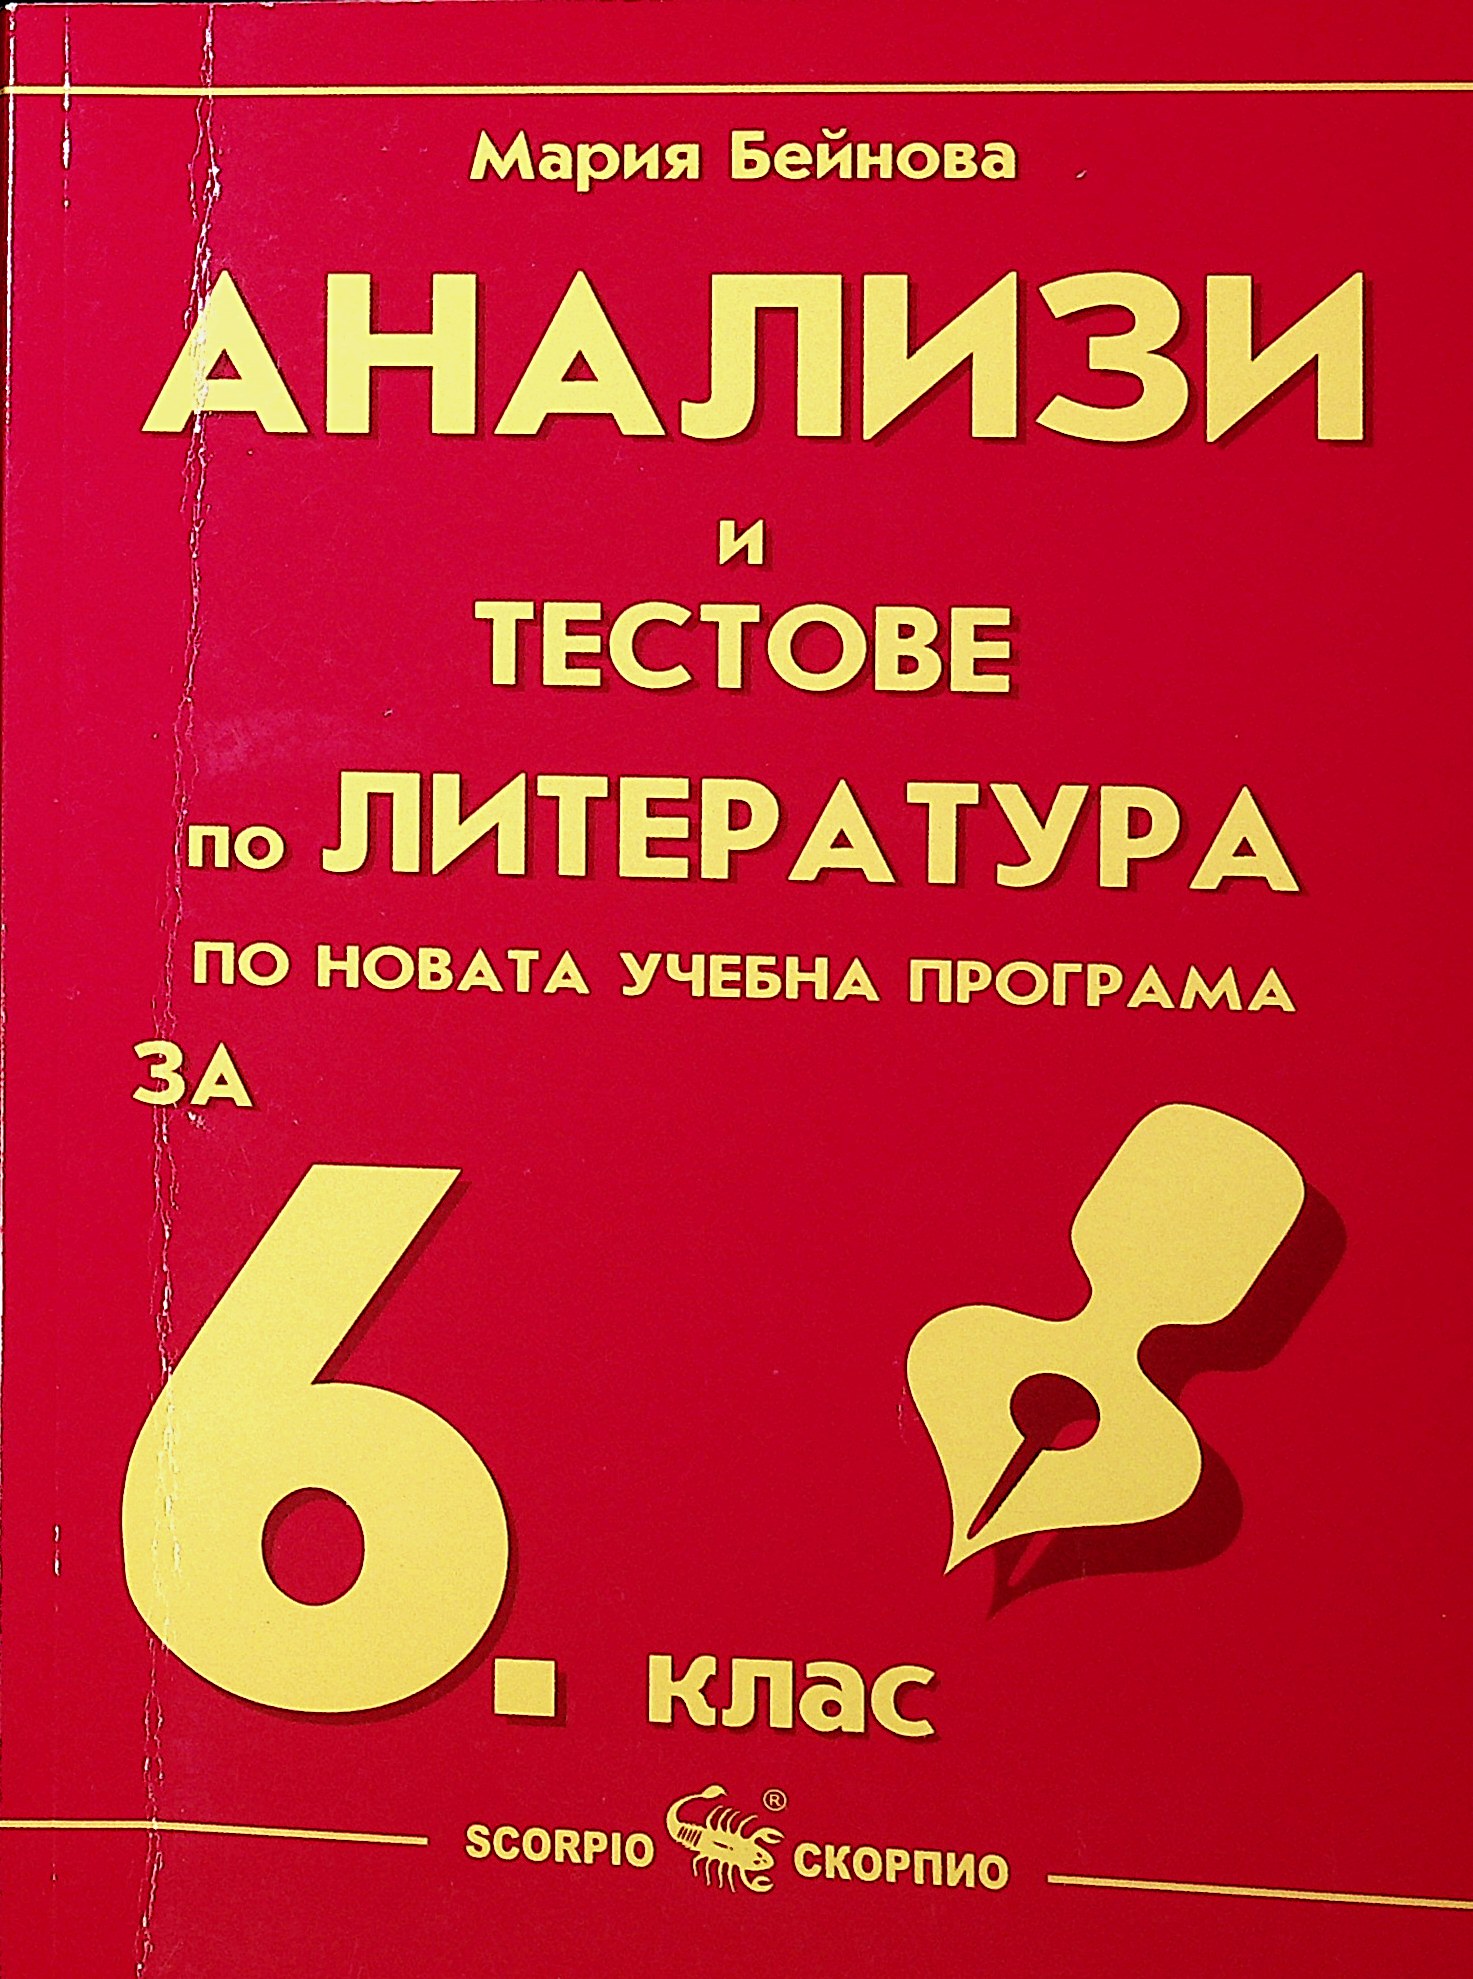 Мария Бейнова
АНАЛИЗИ
и
ТЕСТОВЕ
по ЛИТЕРАТУРА
ПО НОВАТА УЧЕБНА ПРОГРАМА
ЗА
6. клас
SCORPIO ® СКОРПИО